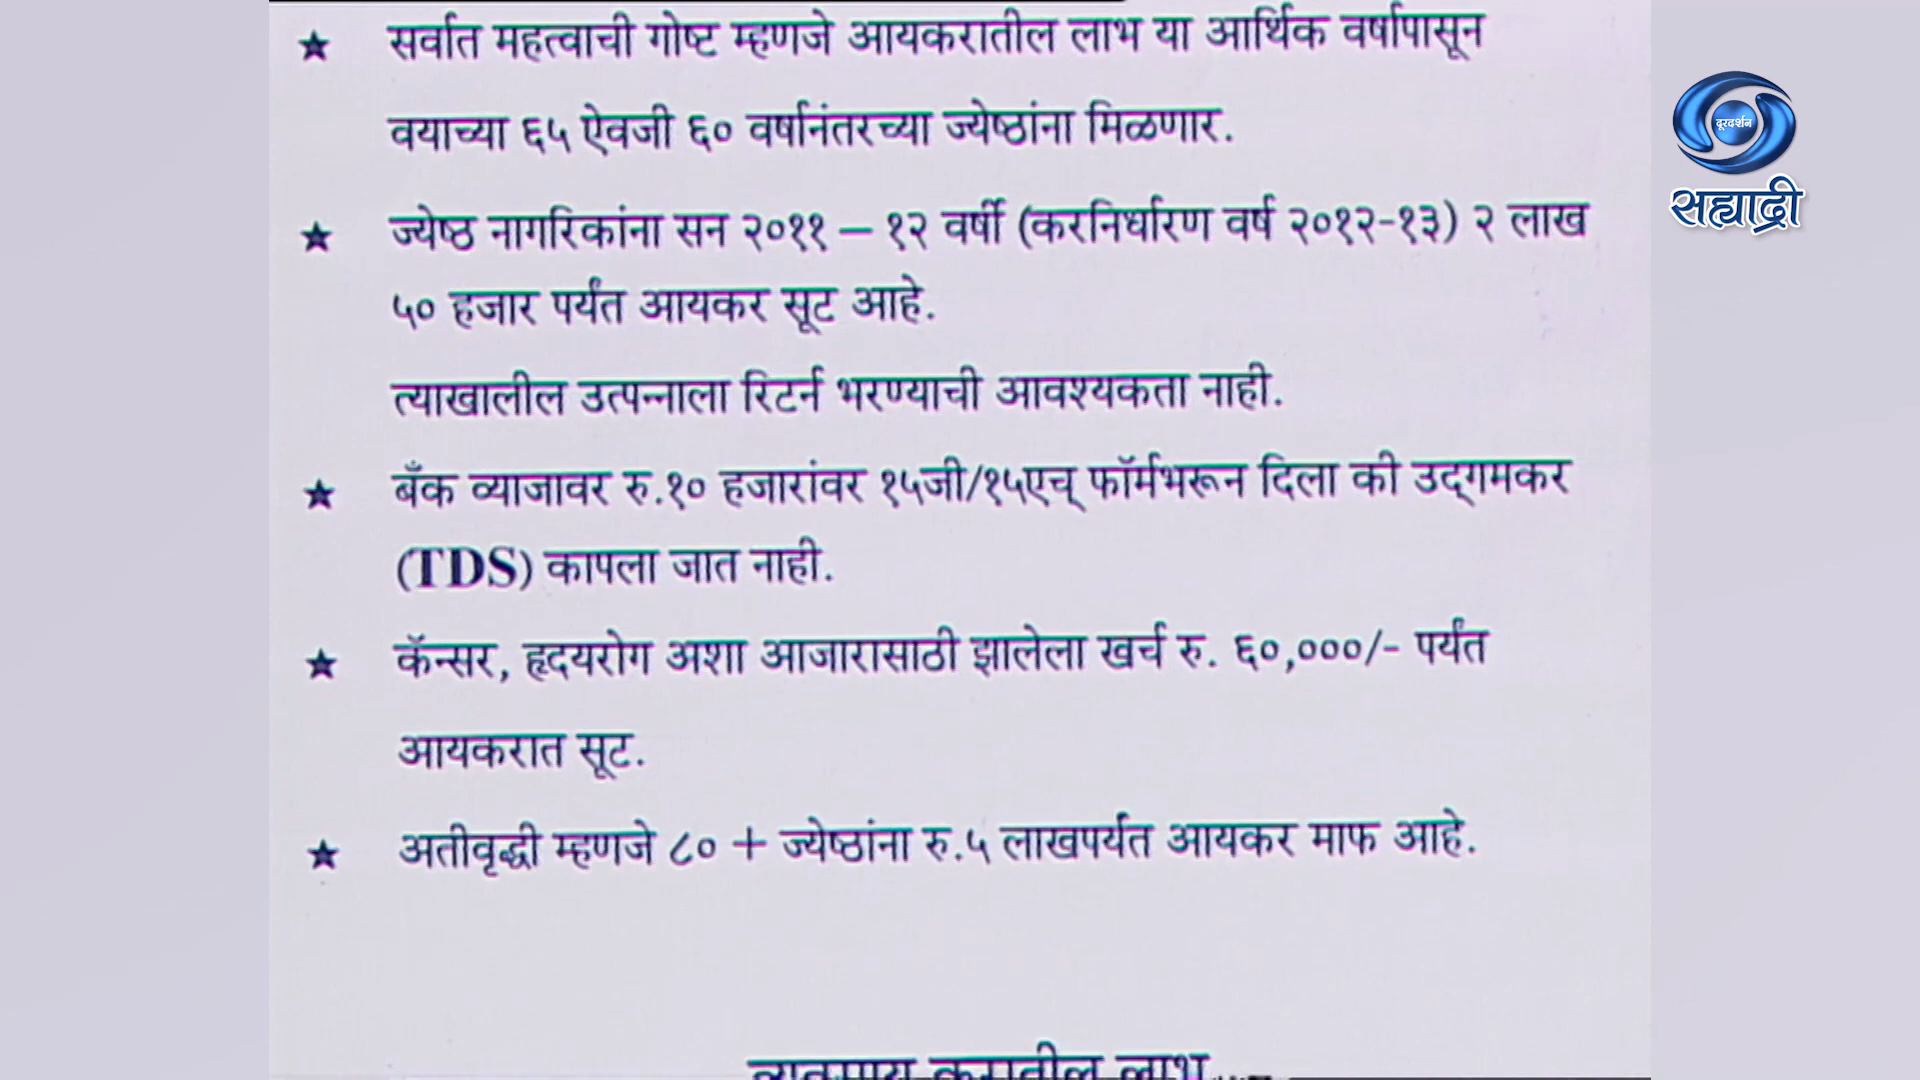 ★ सर्वात महत्वाची गोष्ट म्हणजे आयकरातील लाभ या आर्थिक वर्षापासून
वयाच्या ६५ ऐवजी ६० वर्षानंतरच्या ज्येष्ठांना मिळणार.
★ ज्येष्ठ नागरिकांना सन २०११ – १२ वर्षी (करनिर्धारण वर्ष २०१२-१३) २ लाख
५० हजार पर्यंत आयकर सूट आहे.
त्याखालील उत्पन्नाला रिटर्न भरण्याची आवश्यकता नाही.
★ बँक व्याजावर रु.१० हजारांवर १५जी/१५एच् फॉर्मभरून दिला की उद्‌गमकर
(TDS) कापला जात नाही.
★ कॅन्सर, हृदयरोग अशा आजारासाठी झालेला खर्च रु. ६०,०००/- पर्यंत
आयकरात सूट.
★ अतीवृद्धी म्हणजे ८० + ज्येष्ठांना रु.५ लाखपर्यंत आयकर माफ आहे.
करातील लाभ
दूरदर्शन
सह्याद्री